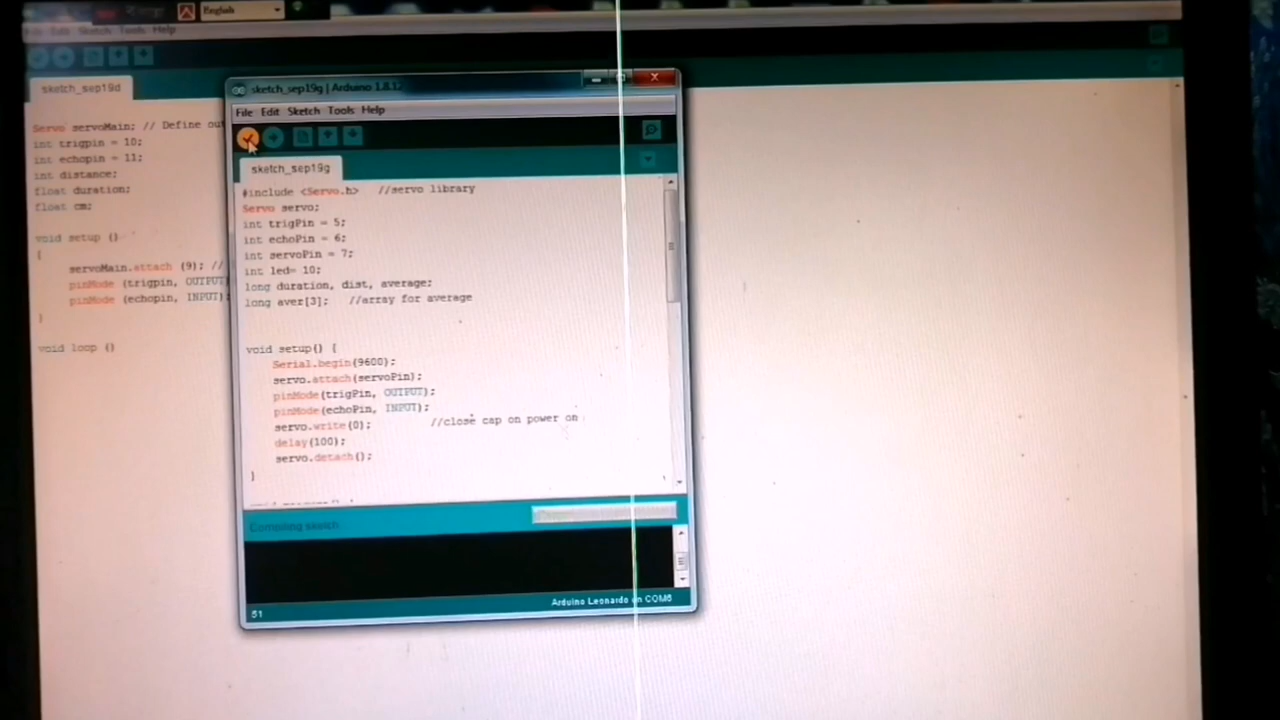 English
File Edit Sketch Tools Help
sketch_sep19d
Servo servoMain; // Define out
int trigpin = 10;
int echopin = 11;
int distance;
float duration;
float cm;
void setup ()
{
servoMain.attach (9); //
pinMode (trigpin, OUTPUT)
pinMode (echopin, INPUT);
}
void loop ()
sketch_sep19g | Arduino 1.8.12
File Edit Sketch Tools Help
sketch_sep19g
#include <Servo.h> //servo library
Servo servo;
int trigPin = 5;
int echoPin = 6;
int servoPin = 7;
int led= 10;
long duration, dist, average;
long aver[3]; //array for average
void setup() {
Serial.begin(9600);
servo.attach(servoPin);
pinMode(trigPin, OUTPUT);
pinMode(echoPin, INPUT);
servo.write(0); //close cap on power on
delay(100);
servo.detach();
}
Compiling sketch
51
Arduino Leonardo on COM6